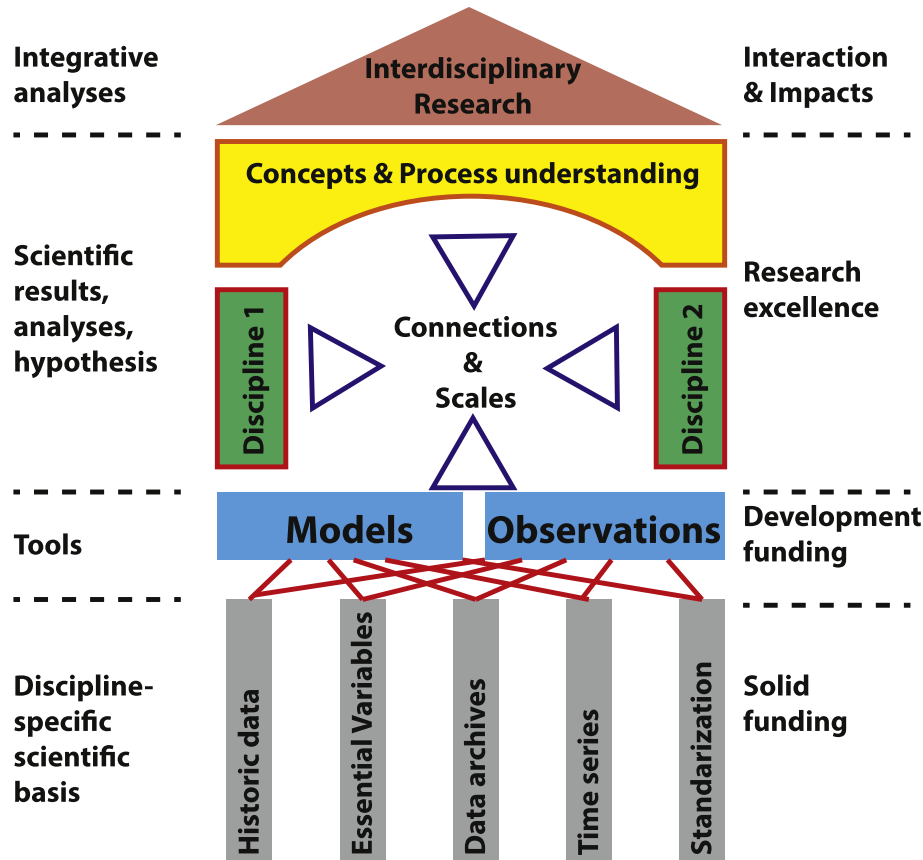 Integrative
analyses
Interdisciplinary
Research
Interaction
& Impacts
Concepts & Process understanding
Scientific
results,
analyses,
hypothesis
Discipline 1
Connections
&
Scales
Discipline 2
Research
excellence
Tools
Models
Observations
Development
funding
Discipline-
specific
scientific
basis
Historic data
Essential Variables
Data archives
Time series
Standarization
Solid
funding